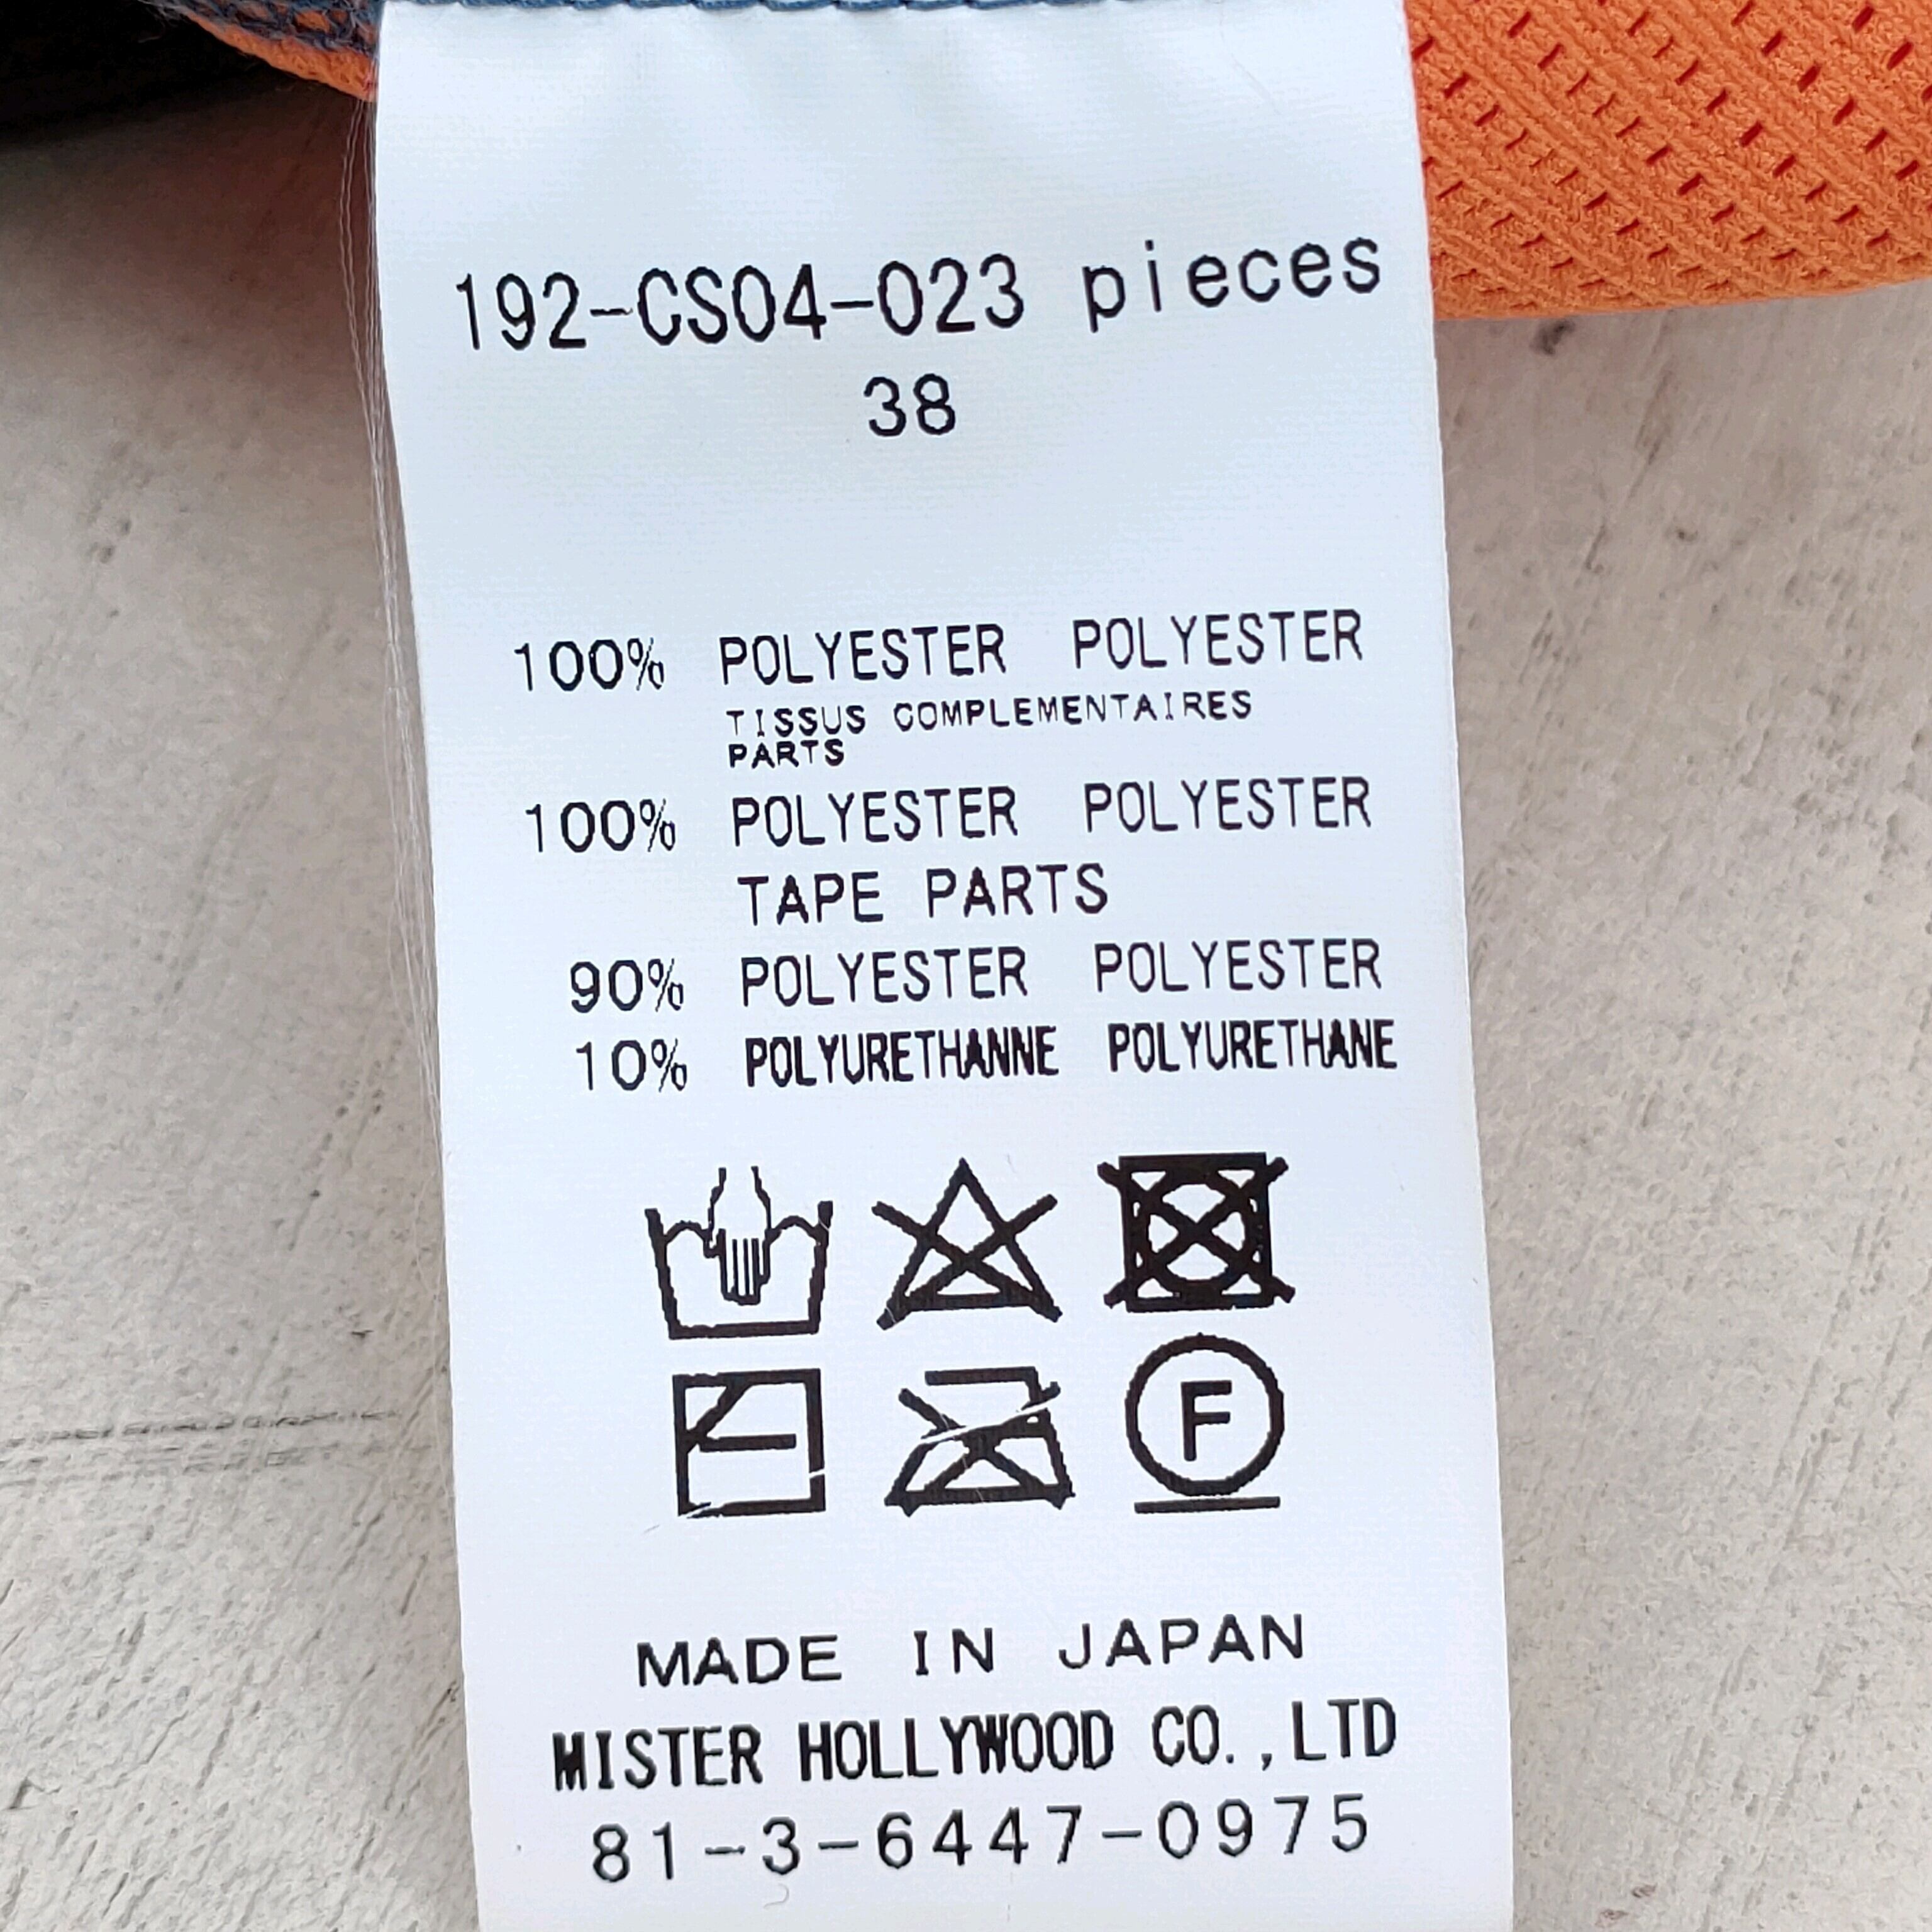 192-CS04-023 pieces
38
100% POLYESTER POLYESTER
TISSUS COMPLEMENTAIRES
PARTS
100% POLYESTER POLYESTER
TAPE PARTS
90% POLYESTER POLYESTER
10% POLYURETHANNE POLYURETHANE
F
MADE IN JAPAN
MISTER HOLLYWOOD CO.,LTD
81-3-6447-0975